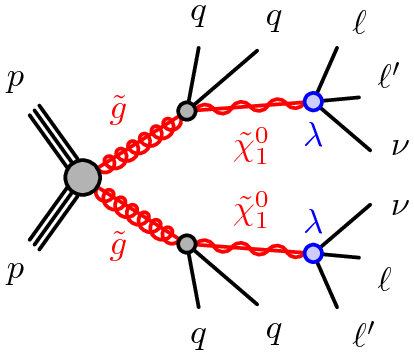 q q ℓ
p ℓ′
g̃
χ̃₁⁰ λ ν
χ̃₁⁰ λ ν
g̃
p ℓ
q q ℓ′